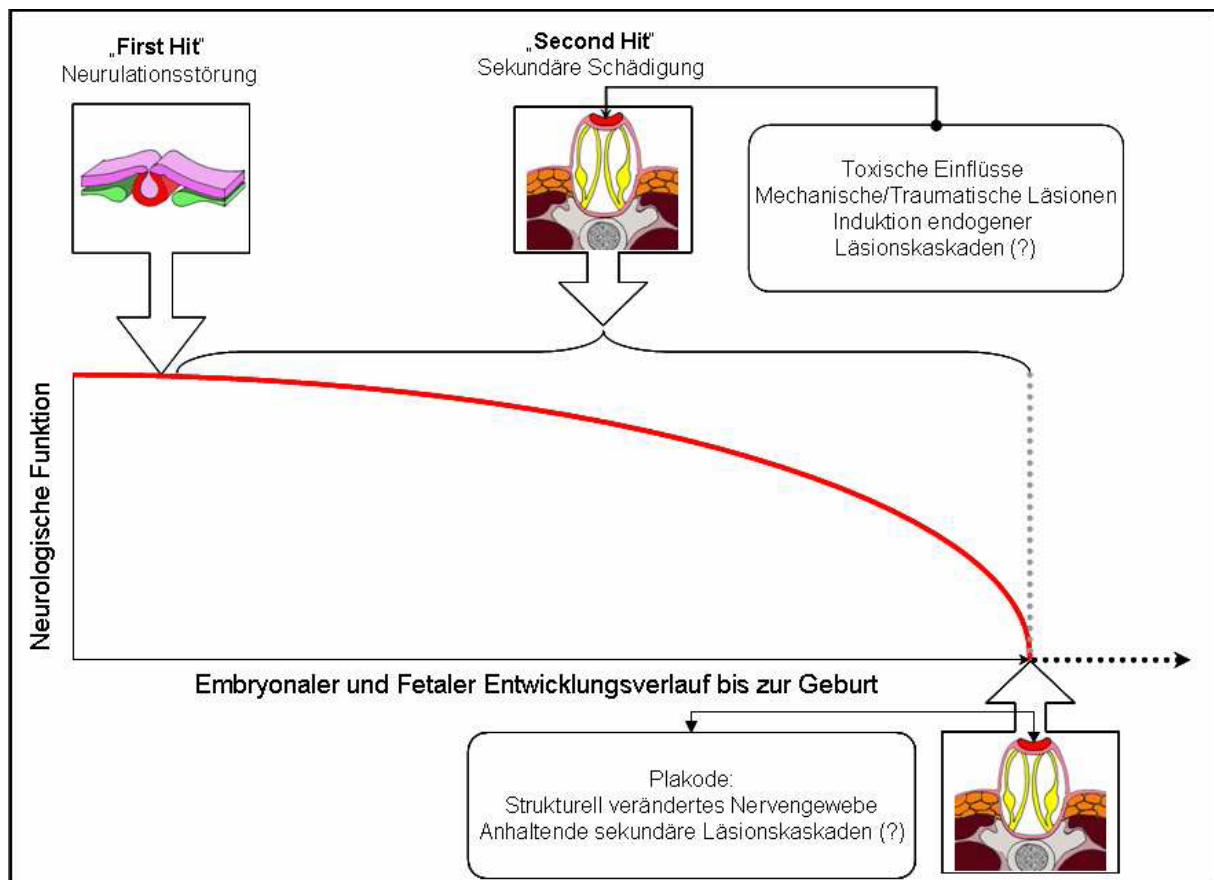 „First Hit“
Neurulationsstörung
„Second Hit“
Sekundäre Schädigung
Toxische Einflüsse
Mechanische/Traumatische Läsionen
Induktion endogener
Läsionskaskaden (?)
Neurologische Funktion
Embryonaler und Fetaler Entwicklungsverlauf bis zur Geburt
Plakode:
Strukturell verändertes Nervengewebe
Anhaltende sekundäre Läsionskaskaden (?)